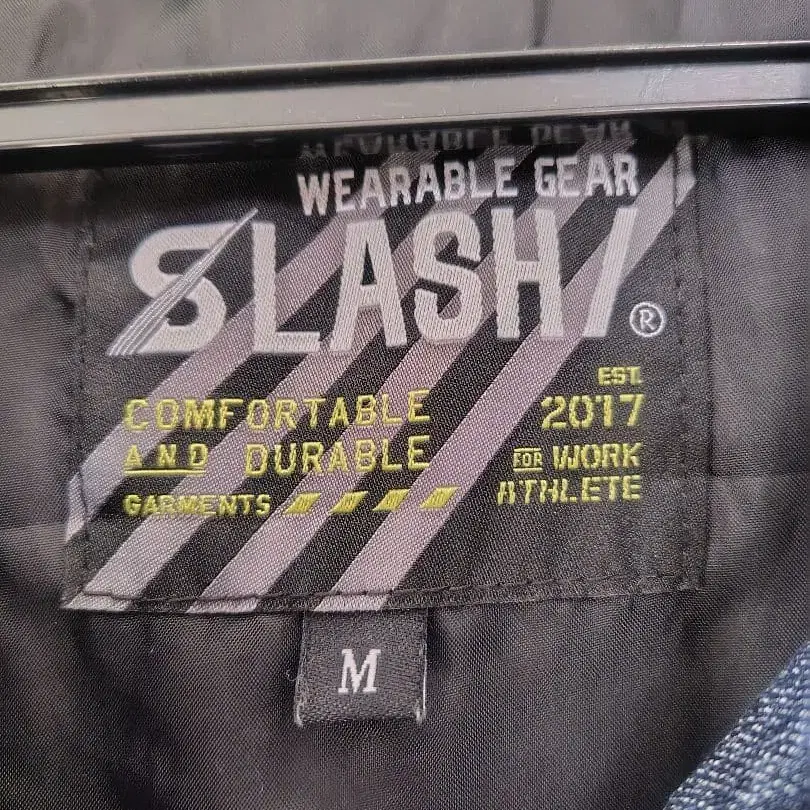 WEARABLE GEAR
SLASH/®
EST.
COMFORTABLE 2017
AND DURABLE FOR WORK
GARMENTS ATHLETE
M